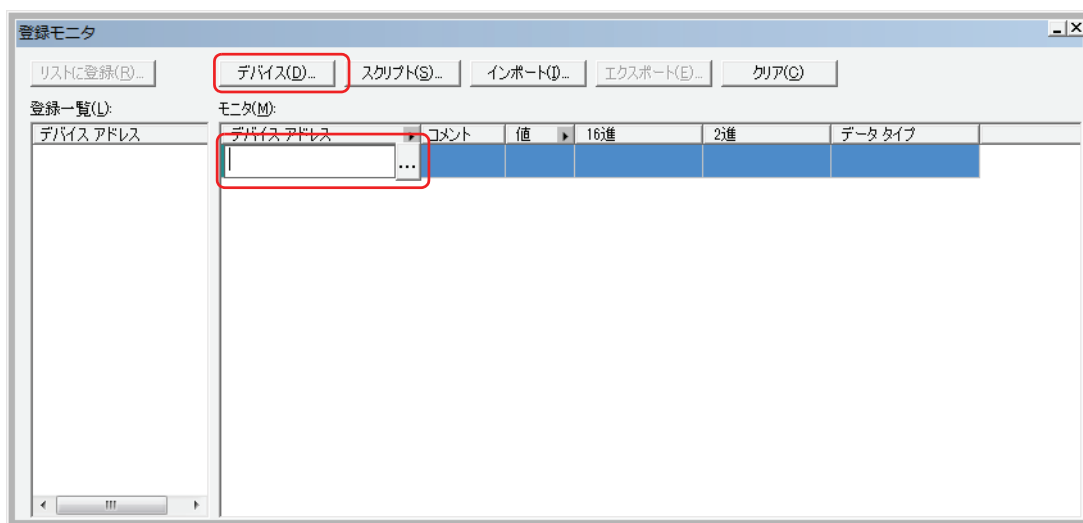 登録モニタ
リストに登録(R)... デバイス(D)... スクリプト(S)... インポート(I)... エクスポート(E)... クリア(C)
登録一覧(L): モニタ(M):
デバイス アドレス デバイス アドレス コメント 値 16進 2進 データ タイプ
...